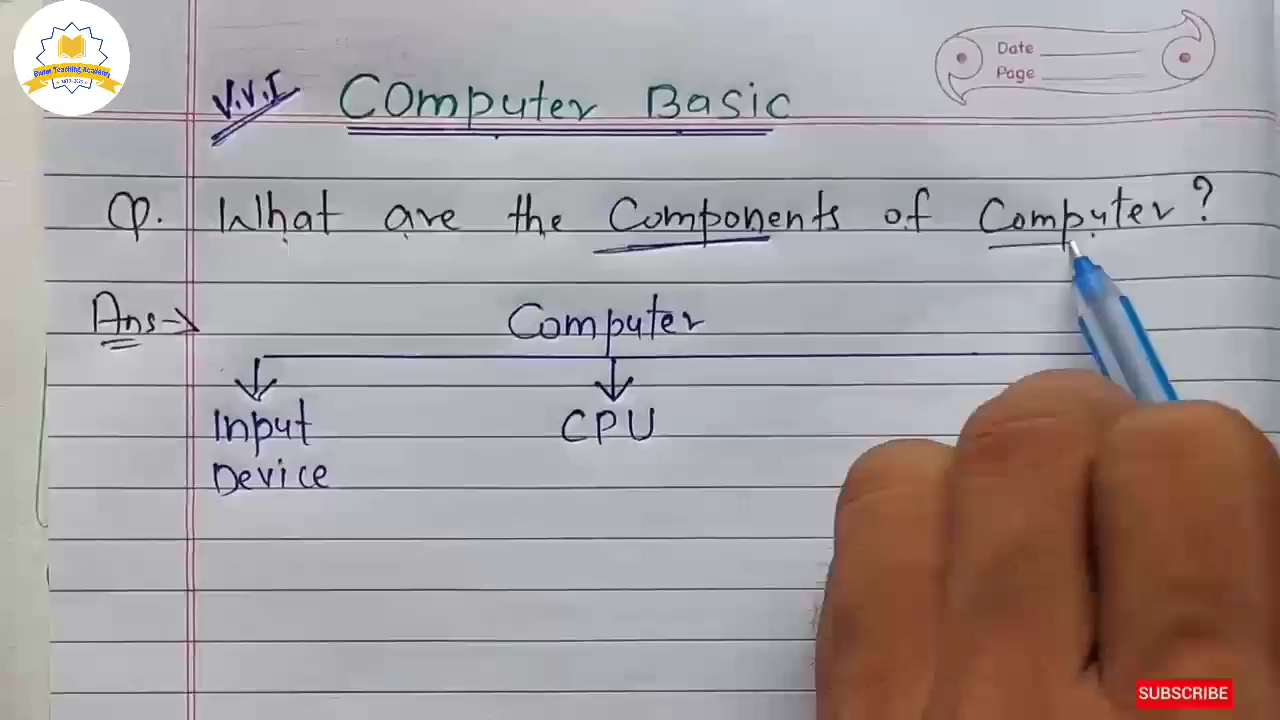 Date
Page
V.V.I Computer Basic
Q. What are the Components of Computer?
Ans→ Computer
Input Device
CPU
SUBSCRIBE